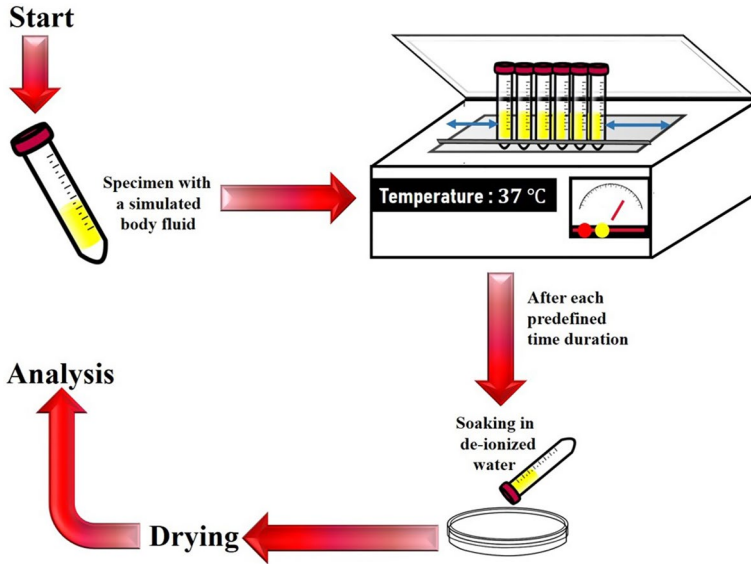 Start
Specimen with
a simulated
body fluid
Temperature : 37 °C
After each
predefined
time duration
Soaking in
de-ionized
water
Drying
Analysis